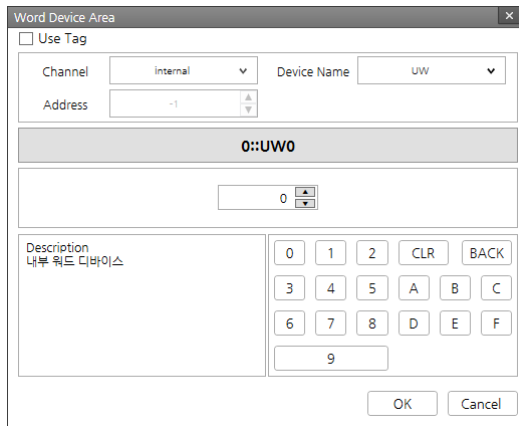 Word Device Area
Use Tag
Channel internal Device Name UW
Address -1
0::UW0
0
Description
내부 워드 디바이스
0 1 2 CLR BACK
3 4 5 A B C
6 7 8 D E F
9
OK Cancel